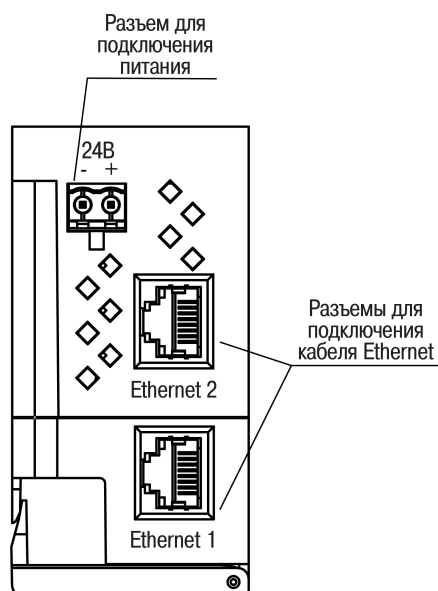 Разъем для
подключения
питания
24В
- +
Разъемы для
подключения
кабеля Ethernet
Ethernet 2
Ethernet 1